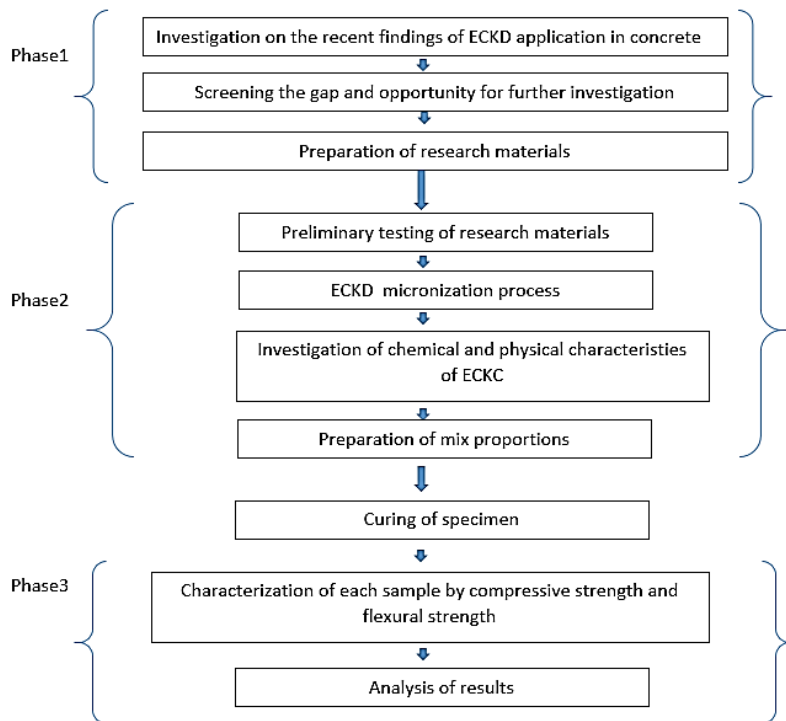 Phase1
Investigation on the recent findings of ECKD application in concrete
Screening the gap and opportunity for further investigation
Preparation of research materials
Phase2
Preliminary testing of research materials
ECKD micronization process
Investigation of chemical and physical characteristies
of ECKC
Preparation of mix proportions
Curing of specimen
Phase3
Characterization of each sample by compressive strength and
flexural strength
Analysis of results